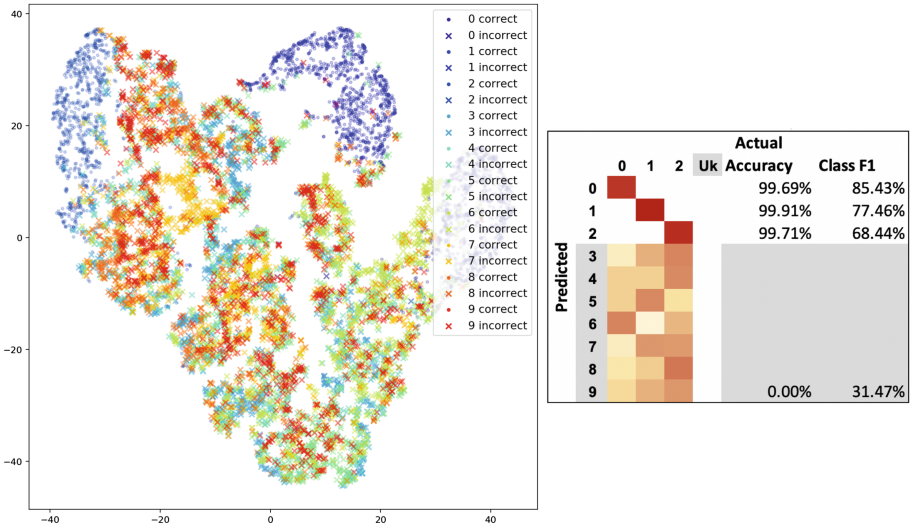 40
20
0
−20
−40
−40
−20
0
20
40
0 correct
0 incorrect
1 correct
1 incorrect
2 correct
2 incorrect
3 correct
3 incorrect
4 correct
4 incorrect
5 correct
5 incorrect
6 correct
6 incorrect
7 correct
7 incorrect
8 correct
8 incorrect
9 correct
9 incorrect
Actual
0 1 2 Uk Accuracy Class F1
Predicted
0 99.69% 85.43%
1 99.91% 77.46%
2 99.71% 68.44%
3
4
5
6
7
8
9 0.00% 31.47%